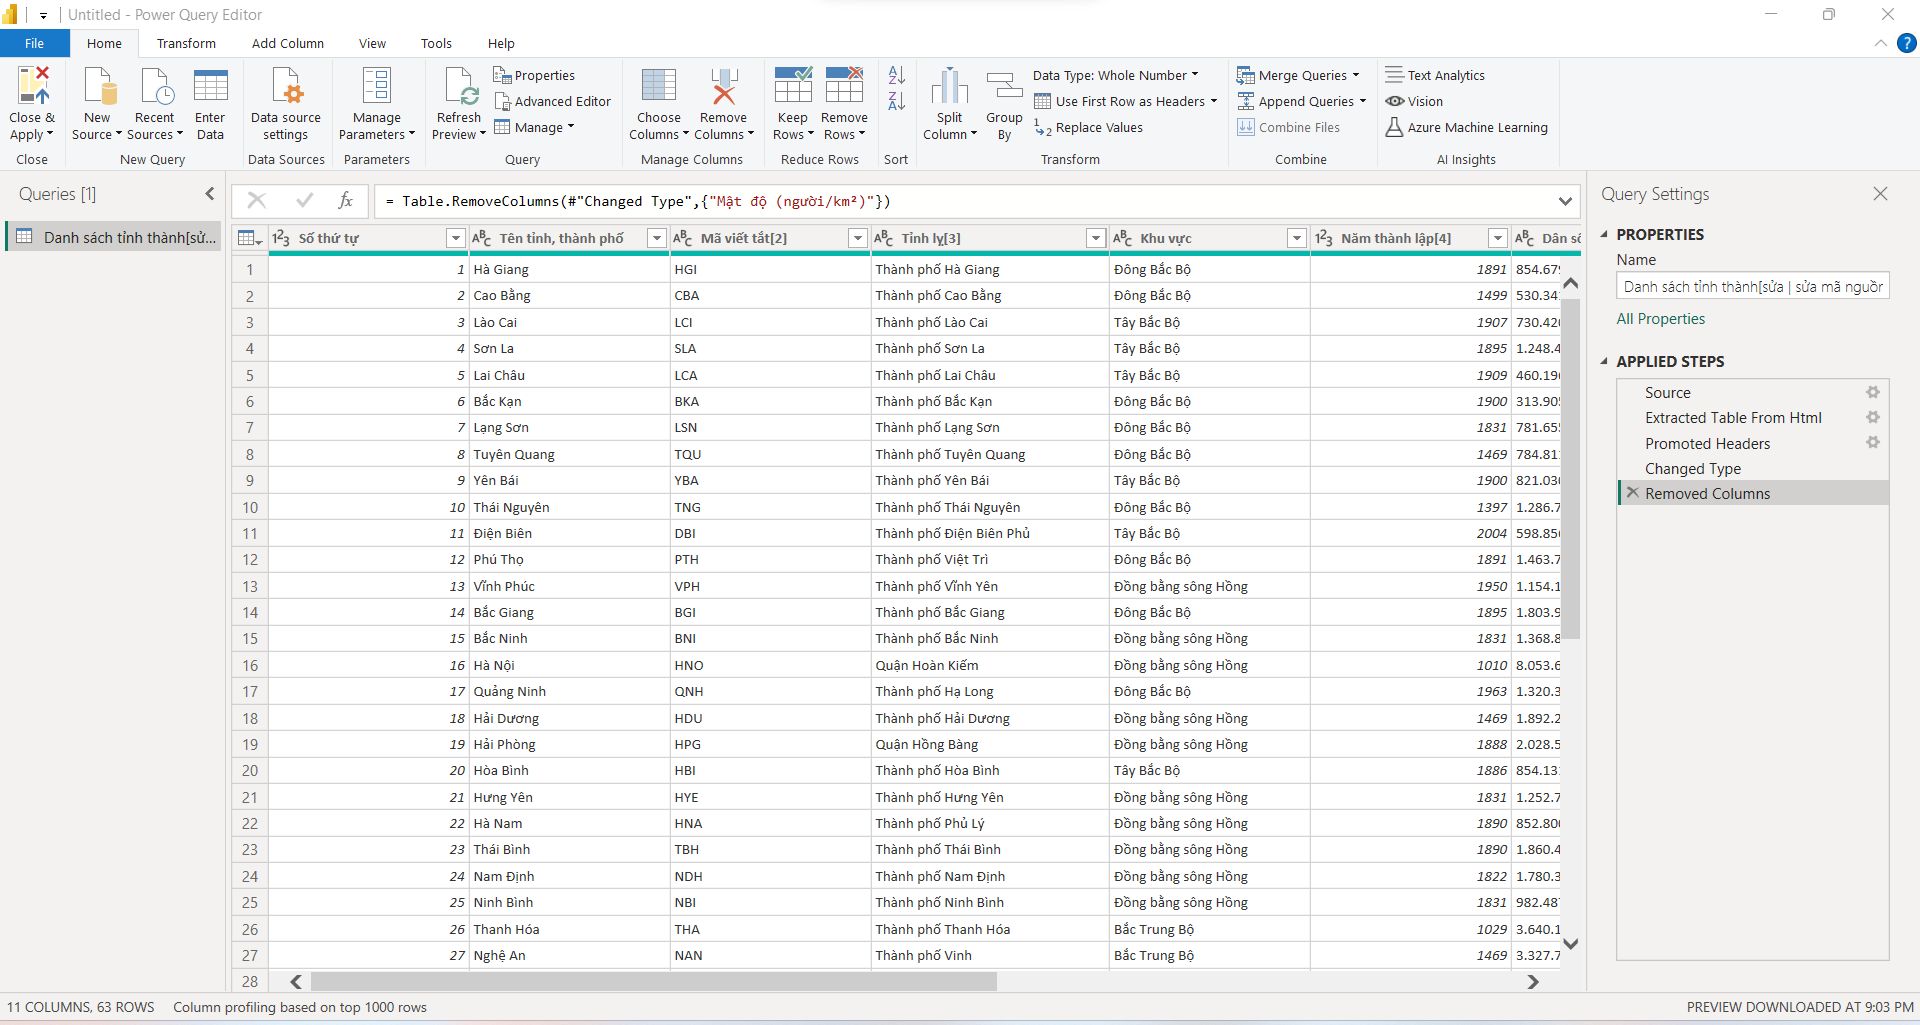 Untitled - Power Query Editor
File Home Transform Add Column View Tools Help
Close & Apply
Close
New Source
Recent Sources
Enter Data
New Query
Data source settings
Data Sources
Manage Parameters
Parameters
Refresh Preview
Properties
Advanced Editor
Manage
Query
Choose Columns
Remove Columns
Manage Columns
Keep Rows
Remove Rows
Reduce Rows
Sort
Split Column
Group By
Data Type: Whole Number
Use First Row as Headers
Replace Values
Transform
Merge Queries
Append Queries
Combine Files
Combine
Text Analytics
Vision
Azure Machine Learning
AI Insights
Queries [1]
Danh sách tỉnh thành[sử...
fx
= Table.RemoveColumns(#"Changed Type",{"Mật độ (người/km²)"})
Số thứ tự Tên tỉnh, thành phố Mã viết tắt[2] Tỉnh lỵ[3] Khu vực Năm thành lập[4] Dân số
1 1 Hà Giang HGI Thành phố Hà Giang Đông Bắc Bộ 1891 854.679
2 2 Cao Bằng CBA Thành phố Cao Bằng Đông Bắc Bộ 1499 530.341
3 3 Lào Cai LCI Thành phố Lào Cai Tây Bắc Bộ 1907 730.420
4 4 Sơn La SLA Thành phố Sơn La Tây Bắc Bộ 1895 1.248.4
5 5 Lai Châu LCA Thành phố Lai Châu Tây Bắc Bộ 1909 460.196
6 6 Bắc Kạn BKA Thành phố Bắc Kạn Đông Bắc Bộ 1900 313.905
7 7 Lạng Sơn LSN Thành phố Lạng Sơn Đông Bắc Bộ 1831 781.655
8 8 Tuyên Quang TQU Thành phố Tuyên Quang Đông Bắc Bộ 1469 784.811
9 9 Yên Bái YBA Thành phố Yên Bái Tây Bắc Bộ 1900 821.030
10 10 Thái Nguyên TNG Thành phố Thái Nguyên Đông Bắc Bộ 1397 1.286.7
11 11 Điện Biên DBI Thành phố Điện Biên Phủ Tây Bắc Bộ 2004 598.856
12 12 Phú Thọ PTH Thành phố Việt Trì Đông Bắc Bộ 1891 1.463.7
13 13 Vĩnh Phúc VPH Thành phố Vĩnh Yên Đồng bằng sông Hồng 1950 1.154.1
14 14 Bắc Giang BGI Thành phố Bắc Giang Đông Bắc Bộ 1895 1.803.9
15 15 Bắc Ninh BNI Thành phố Bắc Ninh Đồng bằng sông Hồng 1831 1.368.8
16 16 Hà Nội HNO Quận Hoàn Kiếm Đồng bằng sông Hồng 1010 8.053.6
17 17 Quảng Ninh QNH Thành phố Hạ Long Đông Bắc Bộ 1963 1.320.3
18 18 Hải Dương HDU Thành phố Hải Dương Đồng bằng sông Hồng 1469 1.892.2
19 19 Hải Phòng HPG Quận Hồng Bàng Đồng bằng sông Hồng 1888 2.028.5
20 20 Hòa Bình HBI Thành phố Hòa Bình Tây Bắc Bộ 1886 854.131
21 21 Hưng Yên HYE Thành phố Hưng Yên Đồng bằng sông Hồng 1831 1.252.7
22 22 Hà Nam HNA Thành phố Phủ Lý Đồng bằng sông Hồng 1890 852.800
23 23 Thái Bình TBH Thành phố Thái Bình Đồng bằng sông Hồng 1890 1.860.4
24 24 Nam Định NDH Thành phố Nam Định Đồng bằng sông Hồng 1822 1.780.3
25 25 Ninh Bình NBI Thành phố Ninh Bình Đồng bằng sông Hồng 1831 982.487
26 26 Thanh Hóa THA Thành phố Thanh Hóa Bắc Trung Bộ 1029 3.640.1
27 27 Nghệ An NAN Thành phố Vinh Bắc Trung Bộ 1469 3.327.7
28
Query Settings
PROPERTIES
Name
Danh sách tỉnh thành[sửa | sửa mã nguồn
All Properties
APPLIED STEPS
Source
Extracted Table From Html
Promoted Headers
Changed Type
Removed Columns
11 COLUMNS, 63 ROWS Column profiling based on top 1000 rows PREVIEW DOWNLOADED AT 9:03 PM